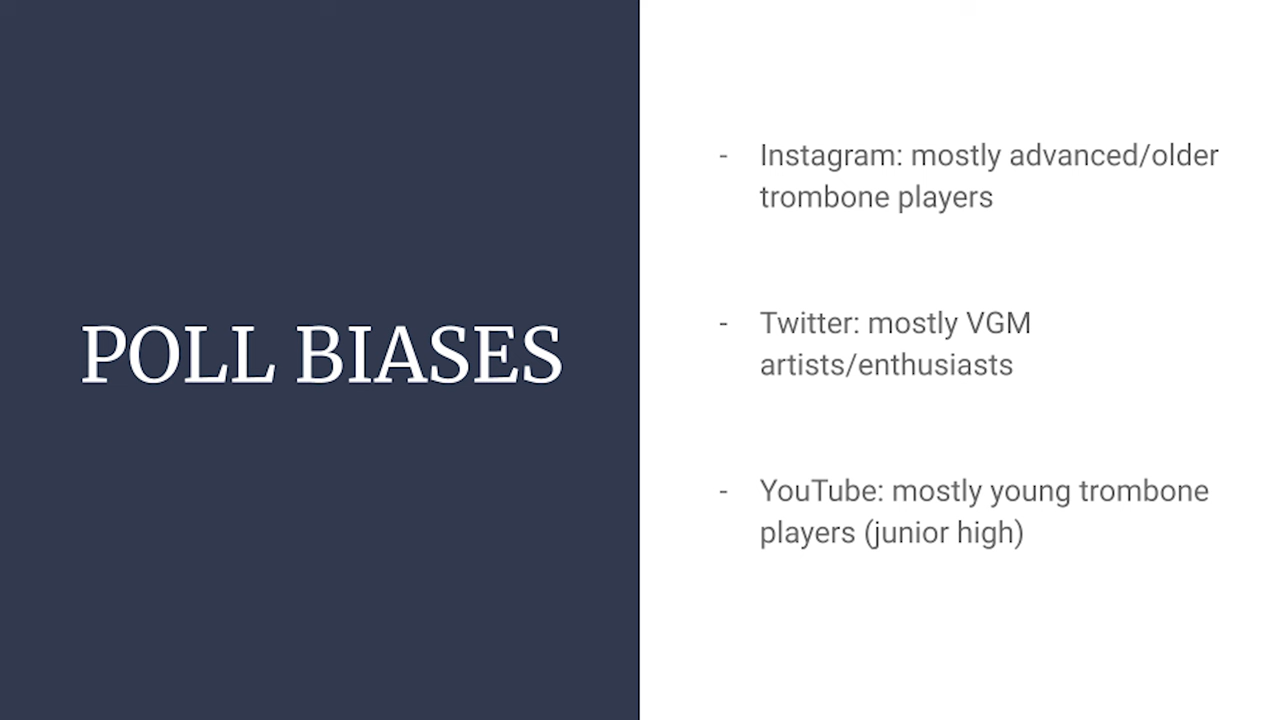 POLL BIASES
- Instagram: mostly advanced/older
trombone players
- Twitter: mostly VGM
artists/enthusiasts
- YouTube: mostly young trombone
players (junior high)